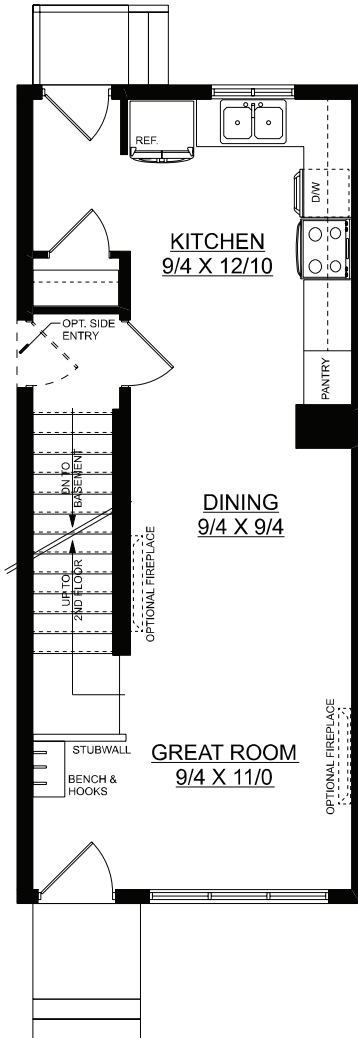 REF.
D/W
KITCHEN
9/4 X 12/10
OPT. SIDE
ENTRY
PANTRY
DN TO
BASEMENT
DINING
9/4 X 9/4
OPTIONAL FIREPLACE
UP TO
2ND FLOOR
OPTIONAL FIREPLACE
STUBWALL
GREAT ROOM
9/4 X 11/0
BENCH &
HOOKS